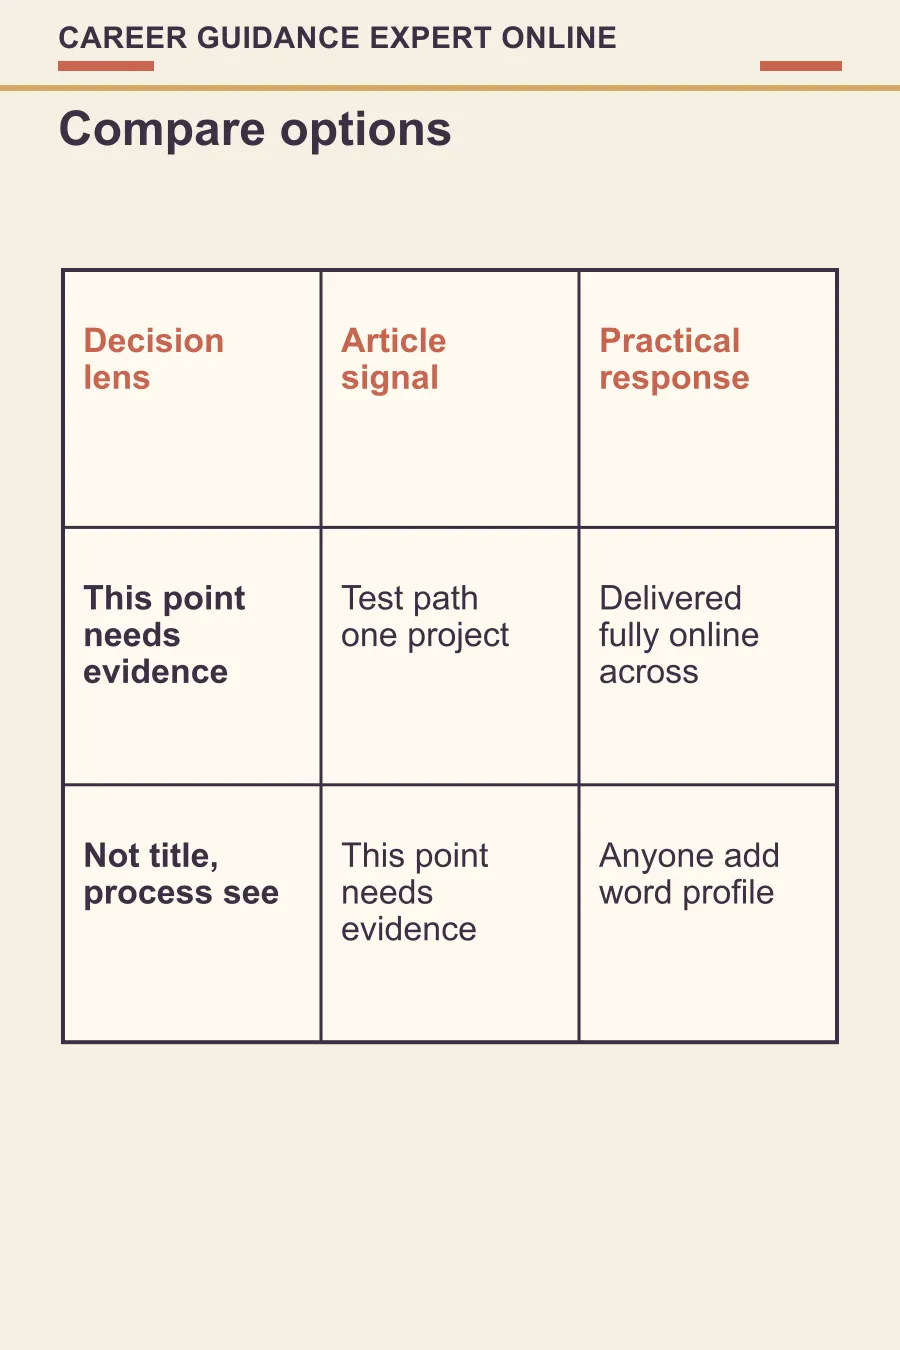 CAREER GUIDANCE EXPERT ONLINE
Compare options
Decision
lens
Article
signal
Practical
response
This point
needs
evidence
Test path
one project
Delivered
fully online
across
Not title,
process see
This point
needs
evidence
Anyone add
word profile